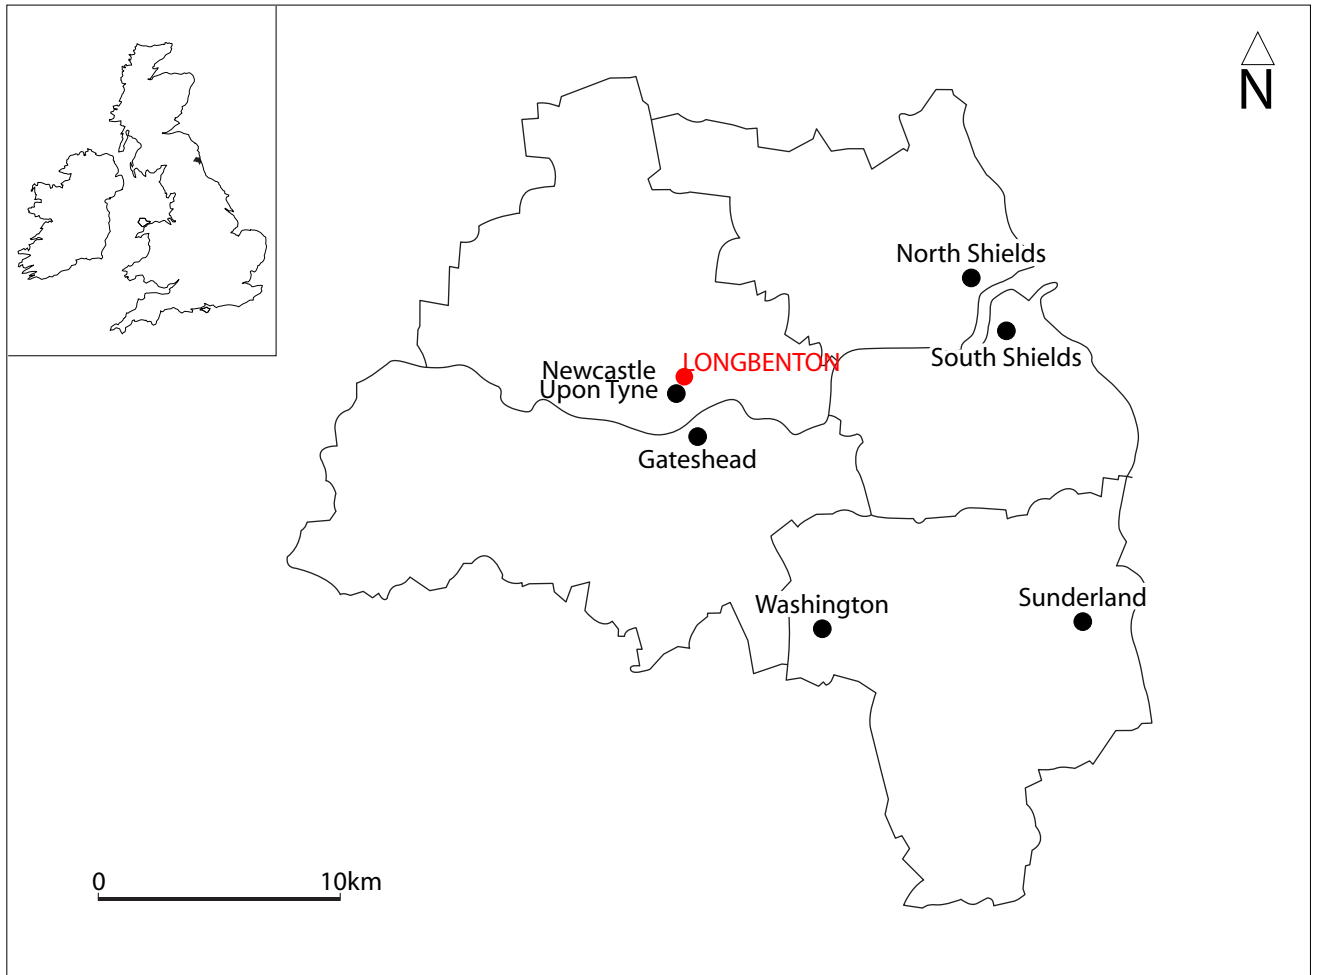 N
North Shields
South Shields
LONGBENTON
Newcastle
Upon Tyne
Gateshead
Washington
Sunderland
0 10km